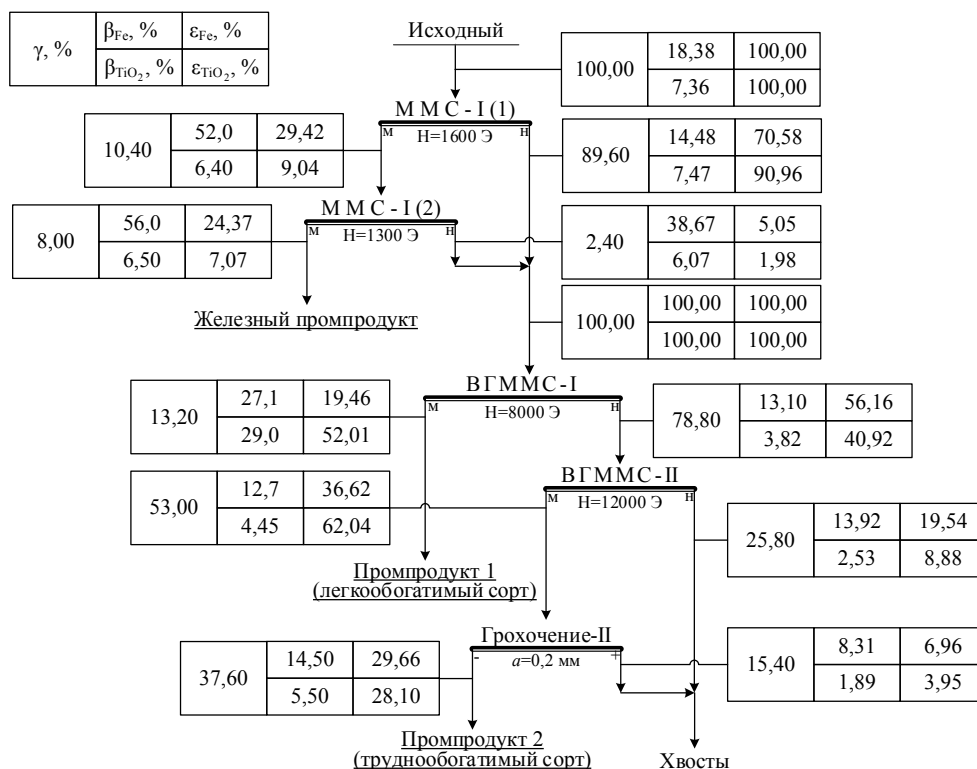 γ, %
β_Fe, %
ε_Fe, %
β_TiO₂, %
ε_TiO₂, %
Исходный
100,00
18,38
100,00
7,36
100,00
ММС-I (1)
м
н
Н=1600 Э
10,40
52,0
29,42
6,40
9,04
89,60
14,48
70,58
7,47
90,96
ММС-I (2)
м
н
Н=1300 Э
8,00
56,0
24,37
6,50
7,07
2,40
38,67
5,05
6,07
1,98
Железный промпродукт
100,00
100,00
100,00
100,00
100,00
ВГММС-I
м
н
Н=8000 Э
13,20
27,1
19,46
29,0
52,01
78,80
13,10
56,16
3,82
40,92
ВГММС-II
м
н
Н=12000 Э
53,00
12,7
36,62
4,45
62,04
25,80
13,92
19,54
2,53
8,88
Промпродукт 1
(легкообогатимый сорт)
Грохочение-II
-
+
a=0,2 мм
37,60
14,50
29,66
5,50
28,10
15,40
8,31
6,96
1,89
3,95
Промпродукт 2
(труднообогатимый сорт)
Хвосты